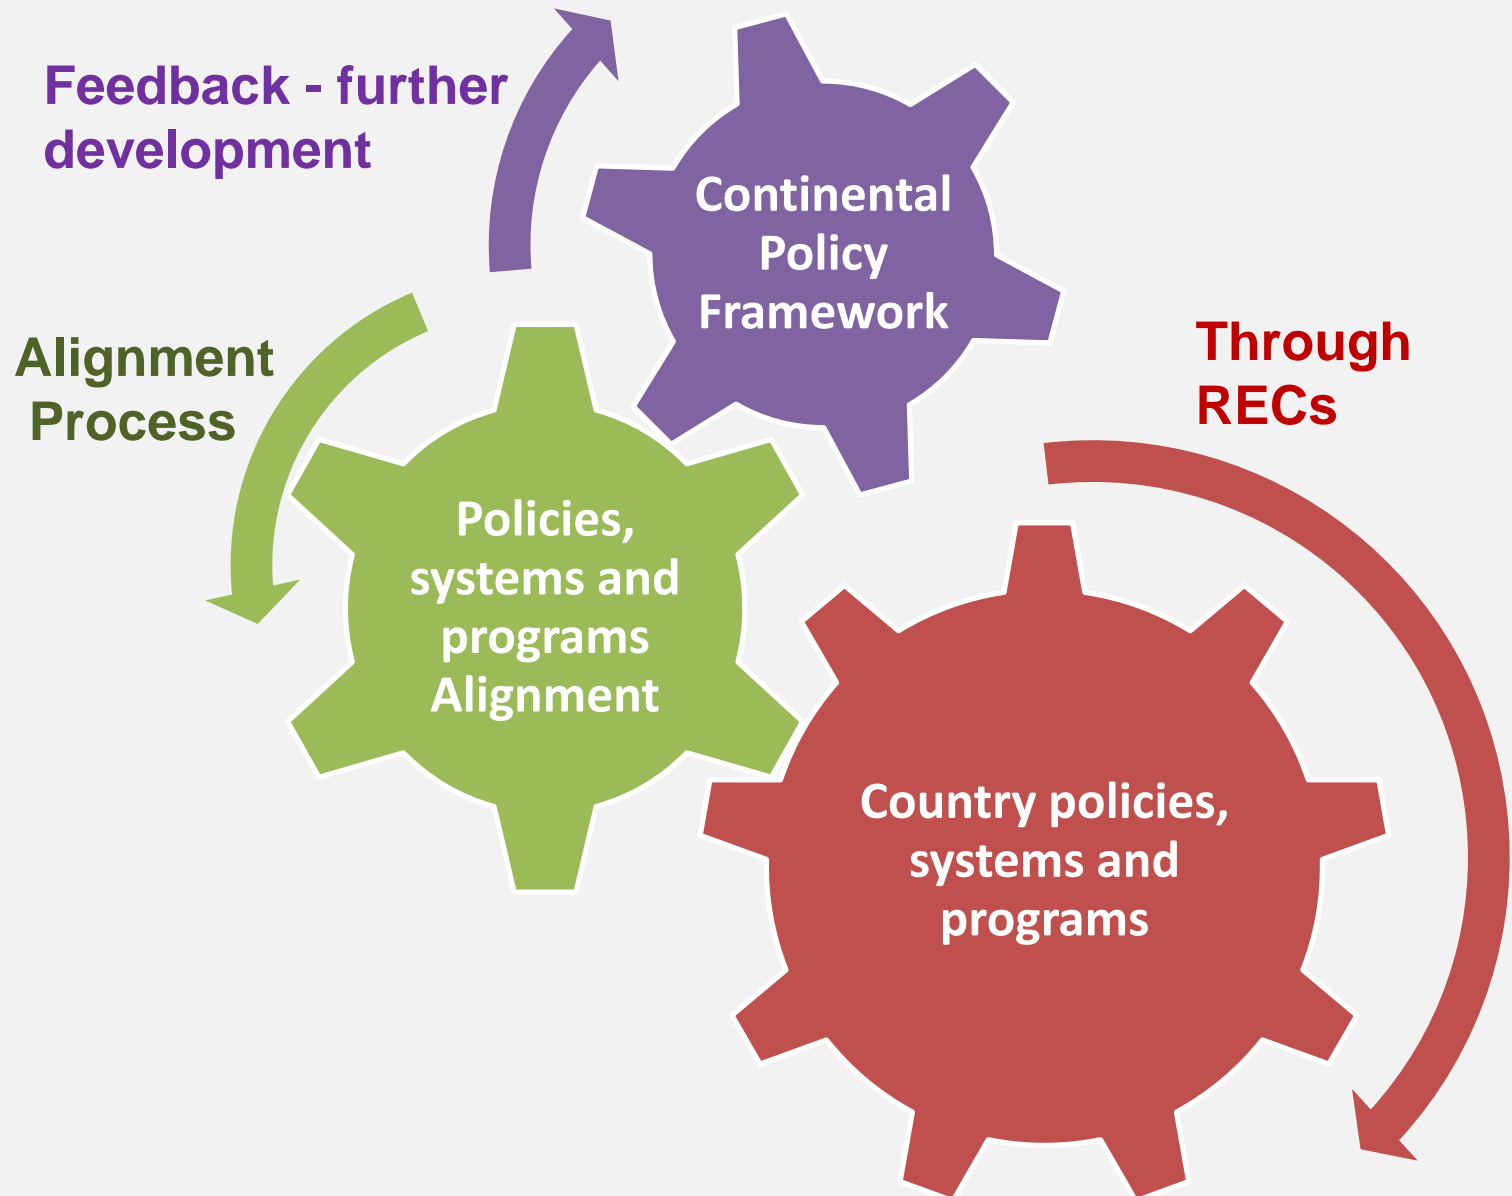 Feedback - further
development
Continental
Policy
Framework
Alignment
Process
Through
RECs
Policies,
systems and
programs
Alignment
Country policies,
systems and
programs